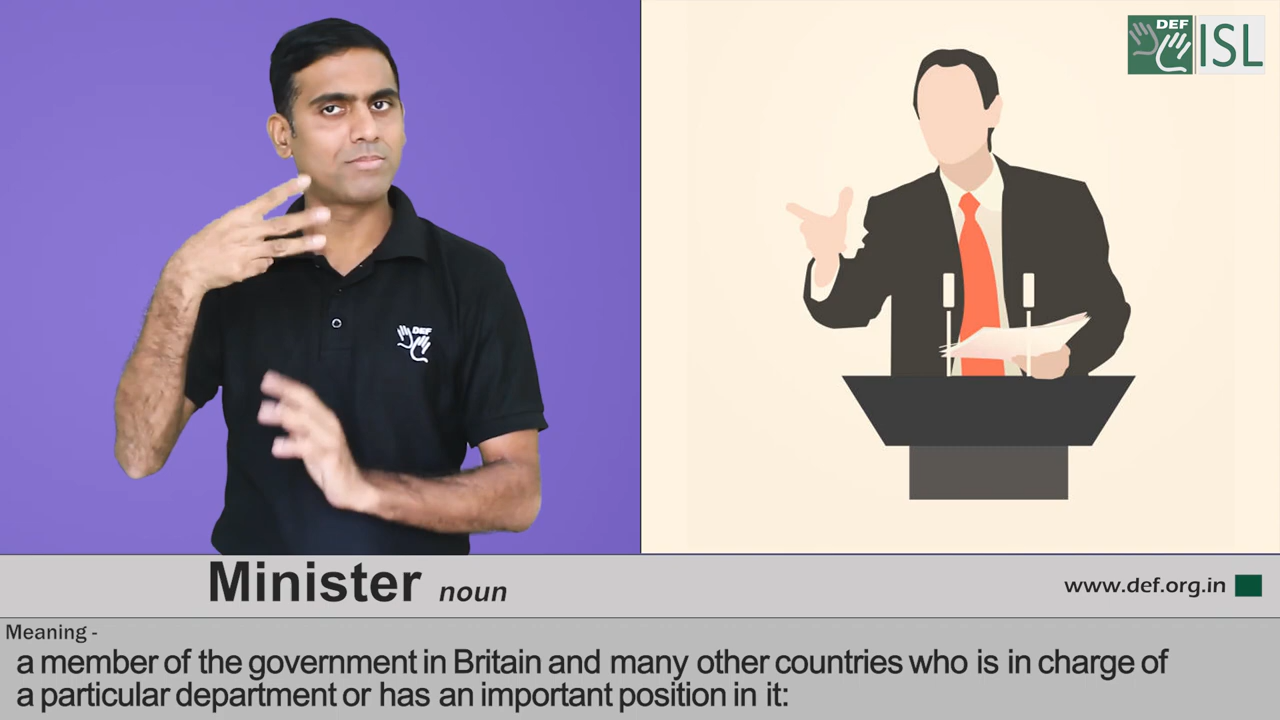 DEF
ISL
DEF
Minister noun
www.def.org.in
Meaning -
a member of the government in Britain and many other countries who is in charge of
a particular department or has an important position in it: